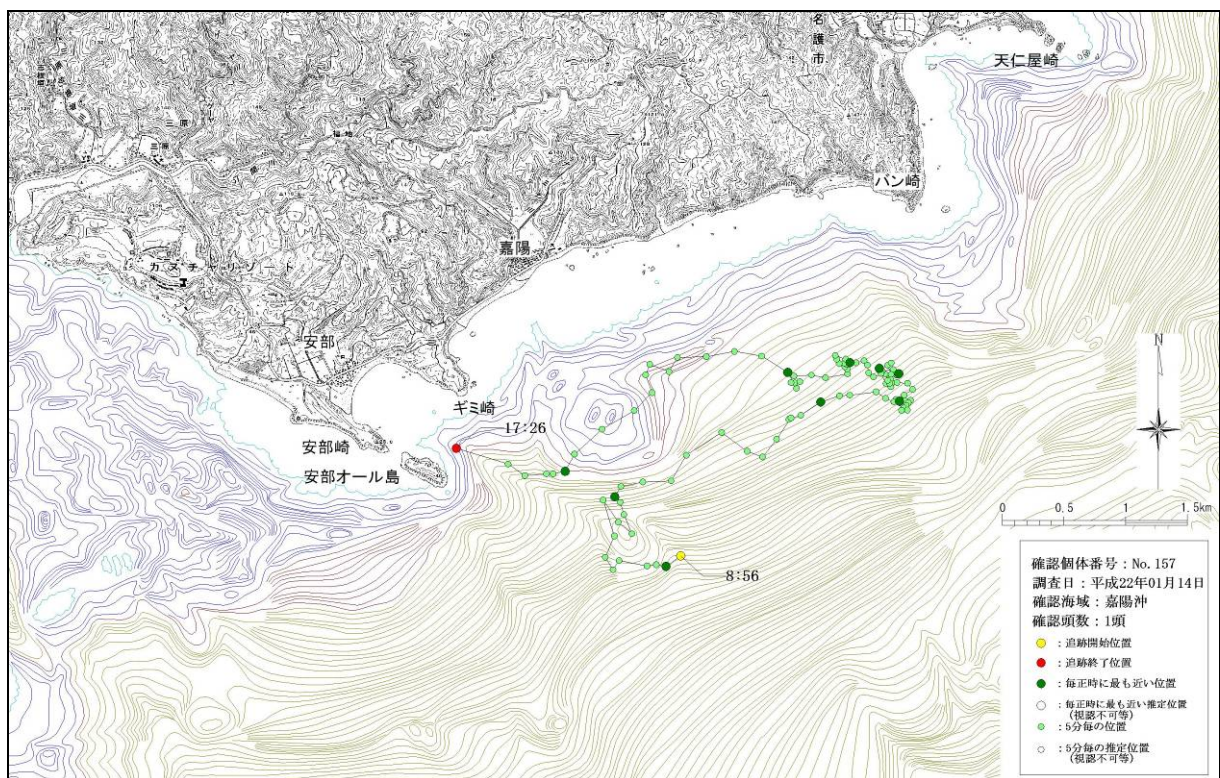 名護市
天仁屋崎
バン崎
三原
三原
福地
嘉陽
カヌチャリゾート
安部
ギミ崎
17:26
安部崎
安部オール島
8:56
N
0 0.5 1 1.5km
確認個体番号：No.157
調査日：平成22年01月14日
確認海域：嘉陽沖
確認頭数：1頭
：追跡開始位置
：追跡終了位置
：毎正時に最も近い位置
：毎正時に最も近い推定位置
（視認不可等）
：5分毎の位置
：5分毎の推定位置
（視認不可等）